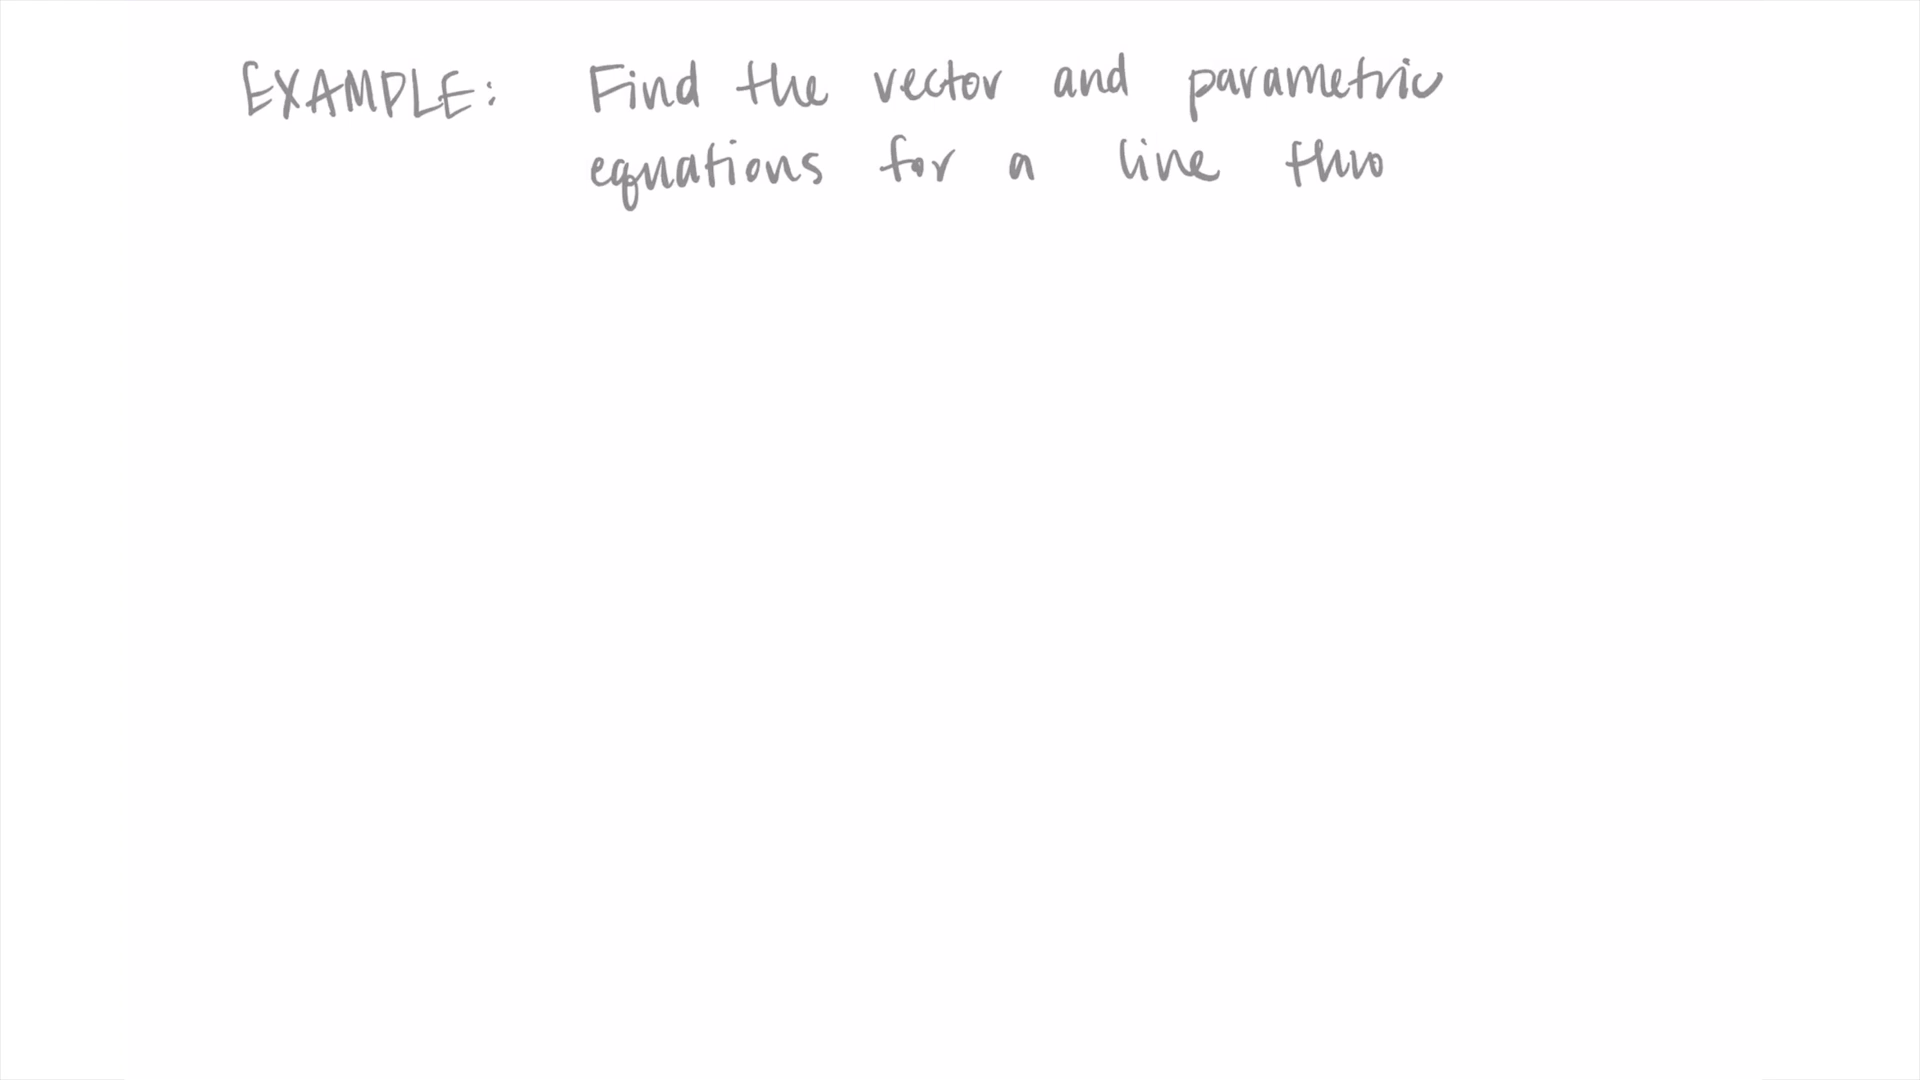 EXAMPLE: Find the vector and parametric
equations for a line thro